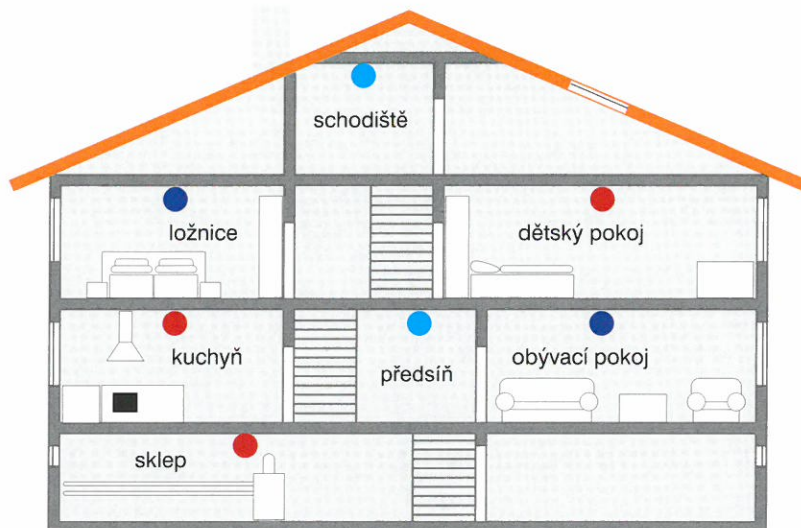 schodiště
ložnice
dětský pokoj
kuchyň
předsíň
obývací pokoj
sklep